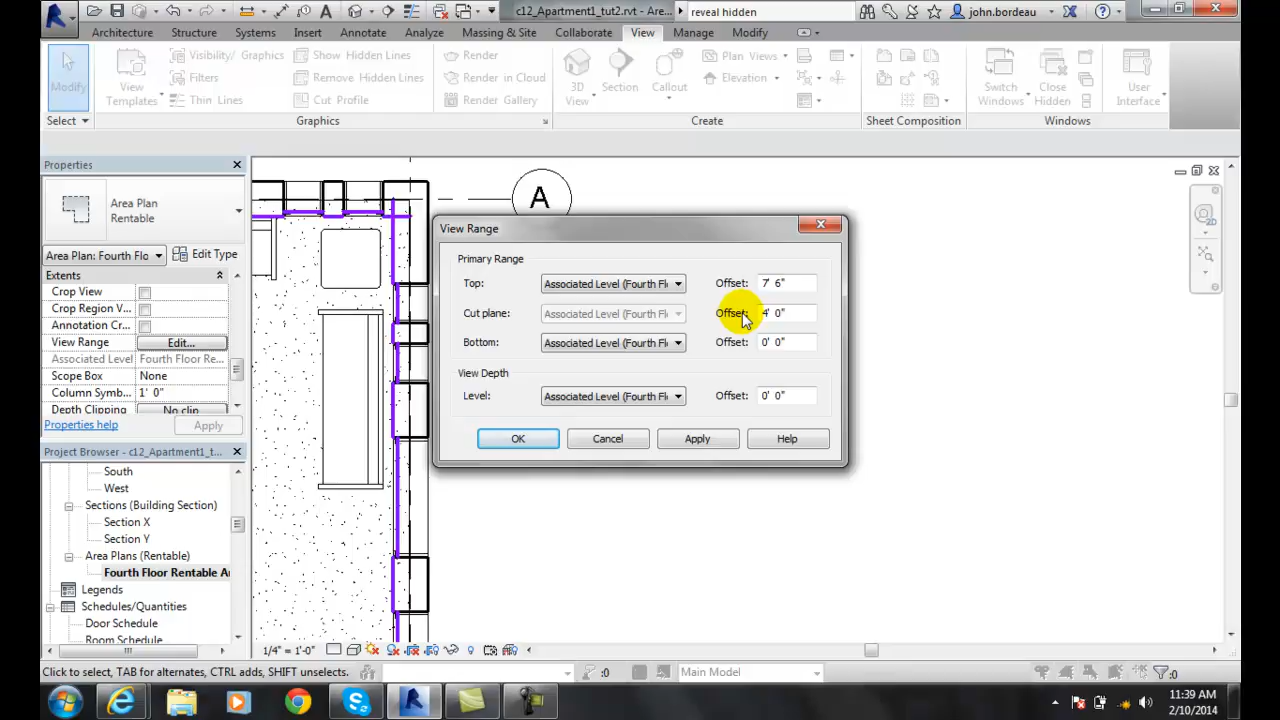 c12_Apartment1_tut2.rvt - Are... reveal hidden john.bordeau
Architecture Structure Systems Insert Annotate Analyze Massing & Site Collaborate View Manage Modify
Modify View Templates Visibility/ Graphics Filters Thin Lines Show Hidden Lines Remove Hidden Lines Cut Profile Render Render in Cloud Render Gallery 3D View Section Callout Plan Views Elevation Switch Windows Close Hidden User Interface
Select Graphics Create Sheet Composition Windows
Properties
Area Plan
Rentable
Area Plan: Fourth Flo Edit Type
Extents
Crop View
Crop Region V
Annotation Cr...
View Range Edit...
Associated Level Fourth Floor Re...
Scope Box None
Column Symb... 1' 0"
Depth Clipping No clip
Properties help Apply
Project Browser - c12_Apartment1_t...
South
West
Sections (Building Section)
Section X
Section Y
Area Plans (Rentable)
Fourth Floor Rentable Ar
Legends
Schedules/Quantities
Door Schedule
Room Schedule
A
View Range
Primary Range
Top: Associated Level (Fourth Fl Offset: 7' 6"
Cut plane: Associated Level (Fourth Fl Offset: 4' 0"
Bottom: Associated Level (Fourth Fl Offset: 0' 0"
View Depth
Level: Associated Level (Fourth Fl Offset: 0' 0"
OK Cancel Apply Help
1/4" = 1'-0"
Click to select, TAB for alternates, CTRL adds, SHIFT unselects. :0 Main Model :0
11:39 AM
2/10/2014